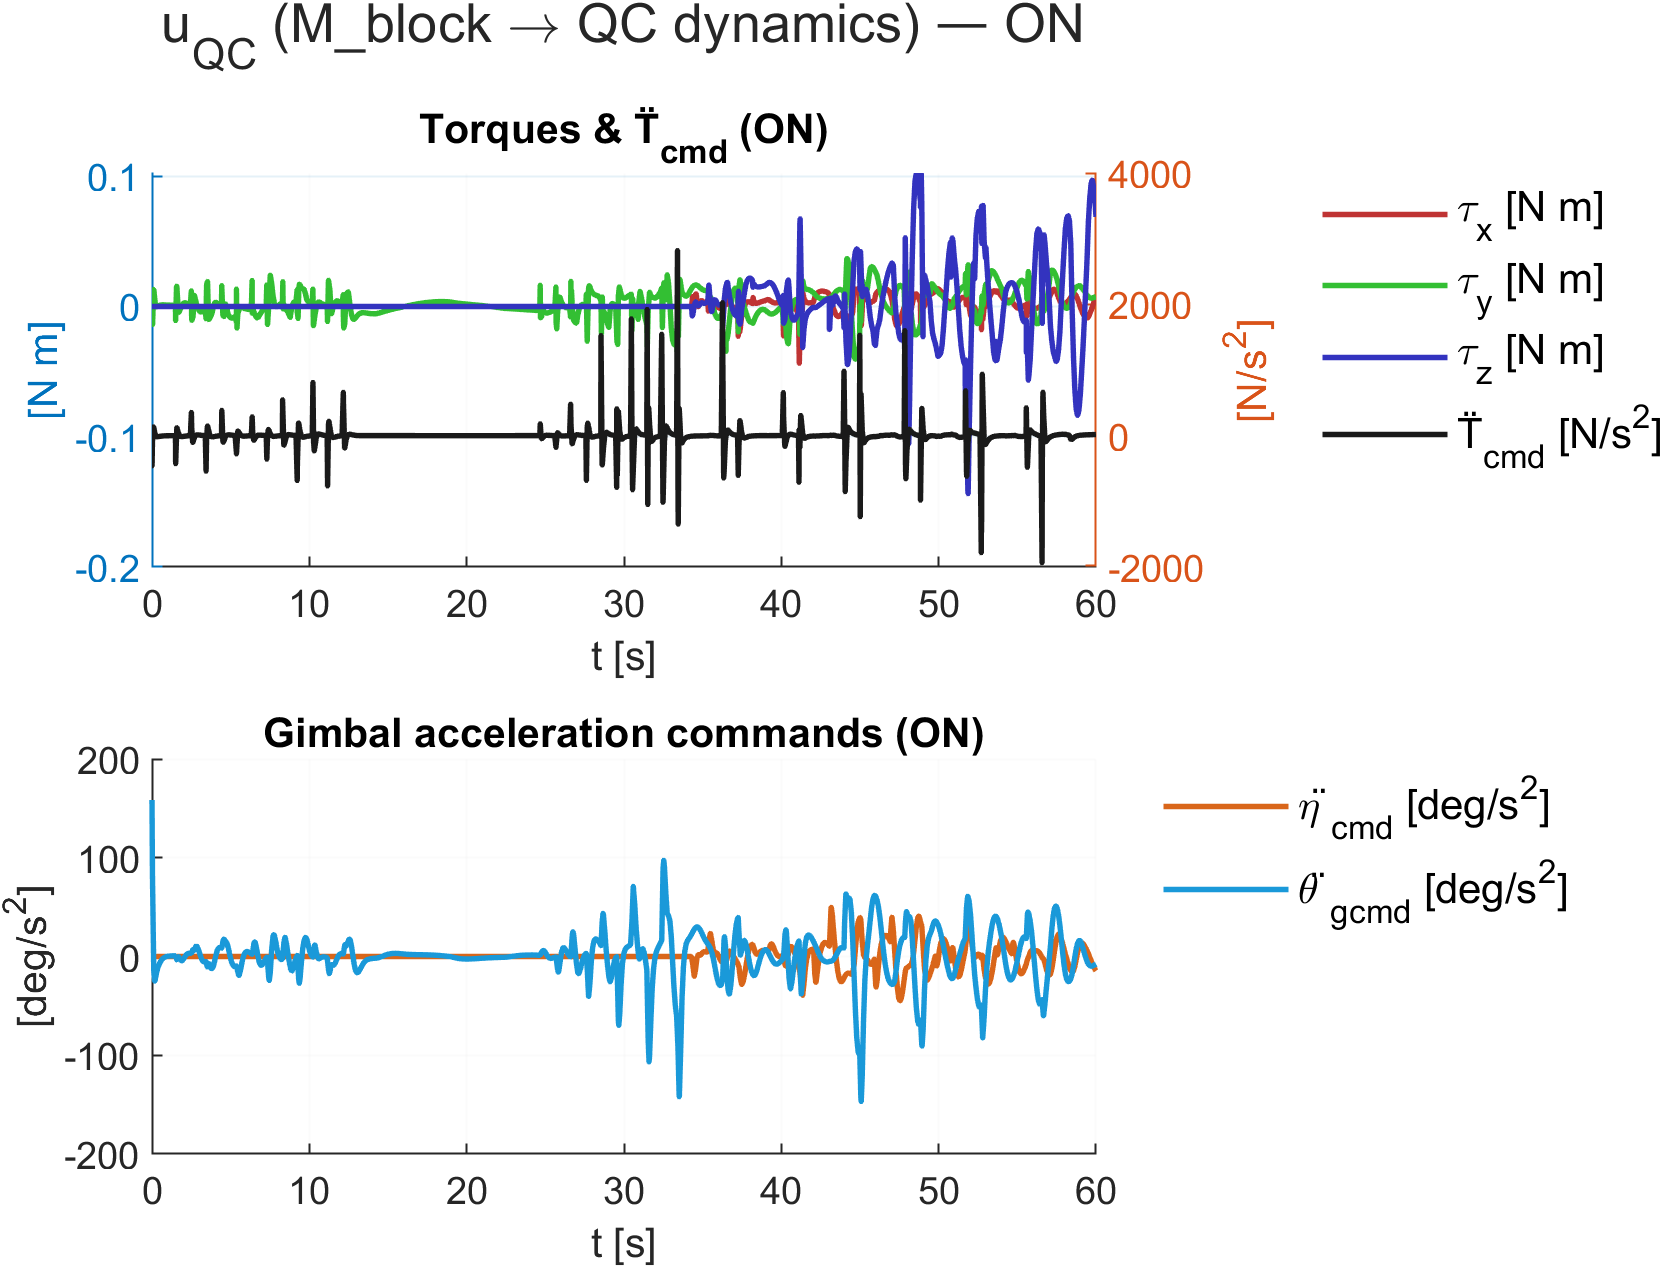 u_QC (M_block → QC dynamics) — ON
Torques & T̈_cmd (ON)
0.1
0
-0.1
-0.2
[N m]
4000
2000
0
-2000
[N/s²]
0 10 20 30 40 50 60
t [s]
τ_x [N m]
τ_y [N m]
τ_z [N m]
T̈_cmd [N/s²]
Gimbal acceleration commands (ON)
200
100
0
-100
-200
[deg/s²]
0 10 20 30 40 50 60
t [s]
η̈_cmd [deg/s²]
θ̈_gcmd [deg/s²]